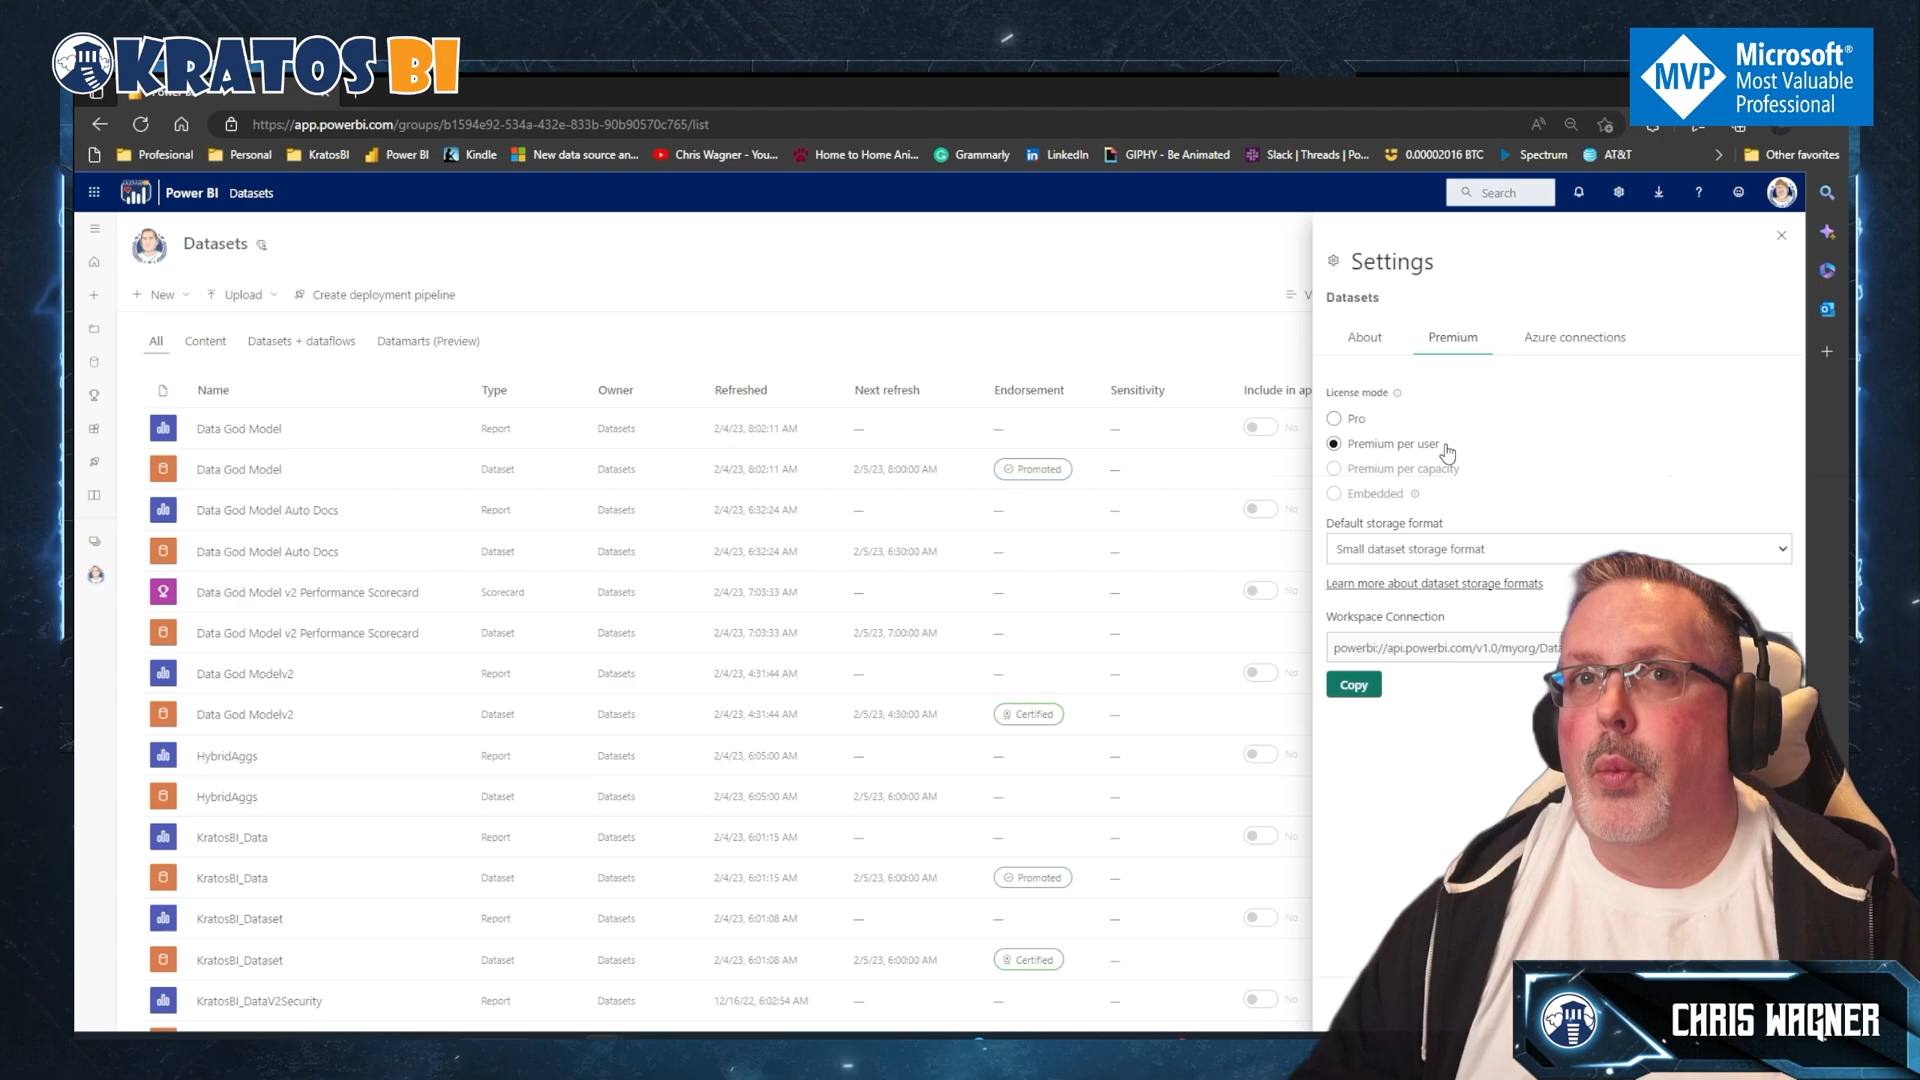 KRATOS BI
MVP
Microsoft®
Most Valuable
Professional
https://app.powerbi.com/groups/b1594e92-534a-432e-833b-90b90570c765/list
Profesional
Personal
KratosBI
Power BI
Kindle
New data source an...
Chris Wagner - You...
Home to Home Ani...
Grammarly
LinkedIn
GIPHY - Be Animated
Slack | Threads | Po...
0.00002016 BTC
Spectrum
AT&T
Other favorites
Power BI Datasets
Search
Datasets
New
Upload
Create deployment pipeline
All Content Datasets + dataflows Datamarts (Preview)
Name Type Owner Refreshed Next refresh Endorsement Sensitivity Include in ap
Data God Model Report Datasets 2/4/23, 8:02:11 AM — — — No
Data God Model Dataset Datasets 2/4/23, 8:02:11 AM 2/5/23, 8:00:00 AM Promoted —
Data God Model Auto Docs Report Datasets 2/4/23, 6:32:24 AM — — — No
Data God Model Auto Docs Dataset Datasets 2/4/23, 6:32:24 AM 2/5/23, 6:30:00 AM — —
Data God Model v2 Performance Scorecard Scorecard Datasets 2/4/23, 7:03:33 AM — — — No
Data God Model v2 Performance Scorecard Dataset Datasets 2/4/23, 7:03:33 AM 2/5/23, 7:00:00 AM — —
Data God Modelv2 Report Datasets 2/4/23, 4:31:44 AM — — — No
Data God Modelv2 Dataset Datasets 2/4/23, 4:31:44 AM 2/5/23, 4:30:00 AM Certified —
HybridAggs Report Datasets 2/4/23, 6:05:00 AM — — — No
HybridAggs Dataset Datasets 2/4/23, 6:05:00 AM 2/5/23, 6:00:00 AM — —
KratosBI_Data Report Datasets 2/4/23, 6:01:15 AM — — — No
KratosBI_Data Dataset Datasets 2/4/23, 6:01:15 AM 2/5/23, 6:00:00 AM Promoted —
KratosBI_Dataset Report Datasets 2/4/23, 6:01:08 AM — — — No
KratosBI_Dataset Dataset Datasets 2/4/23, 6:01:08 AM 2/5/23, 6:00:00 AM Certified —
KratosBI_DataV2Security Report Datasets 12/16/22, 6:02:54 AM — — — No
Settings
Datasets
About Premium Azure connections
License mode
Pro
Premium per user
Premium per capacity
Embedded
Default storage format
Small dataset storage format
Learn more about dataset storage formats
Workspace Connection
powerbi://api.powerbi.com/v1.0/myorg/Data
Copy
CHRIS WAGNER